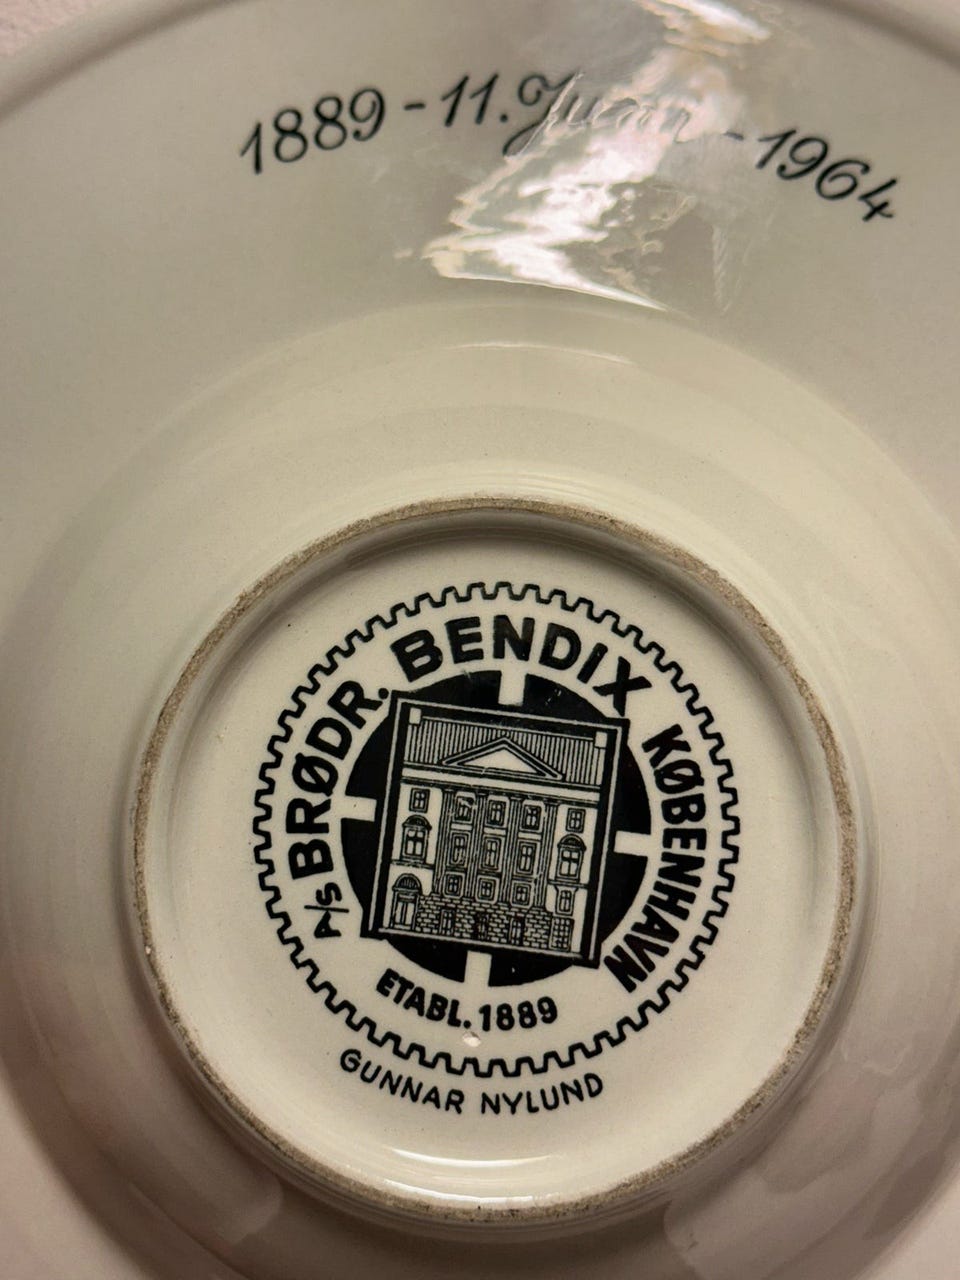 1889 - 11. - 1964
A/S BRØDR. BENDIX KØBENHAVN
ETABL. 1889
GUNNAR NYLUND